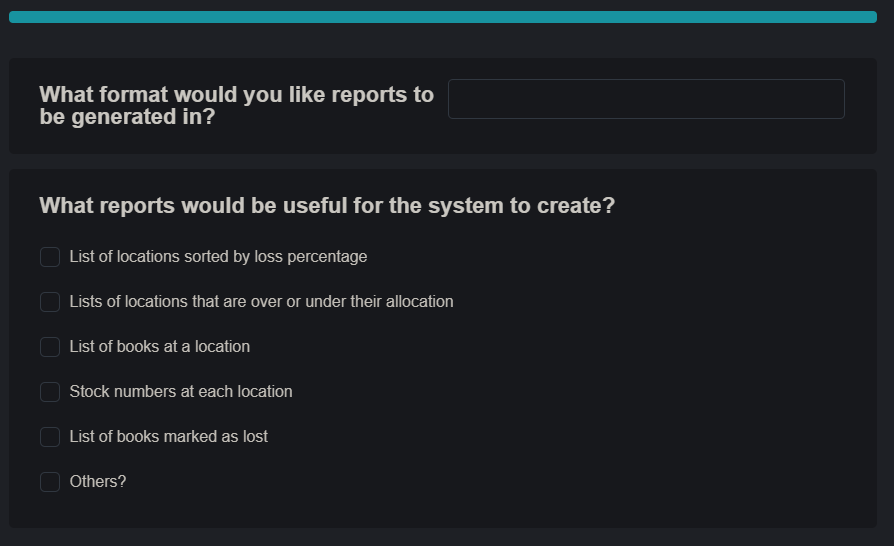 What format would you like reports to
be generated in?
What reports would be useful for the system to create?
List of locations sorted by loss percentage
Lists of locations that are over or under their allocation
List of books at a location
Stock numbers at each location
List of books marked as lost
Others?